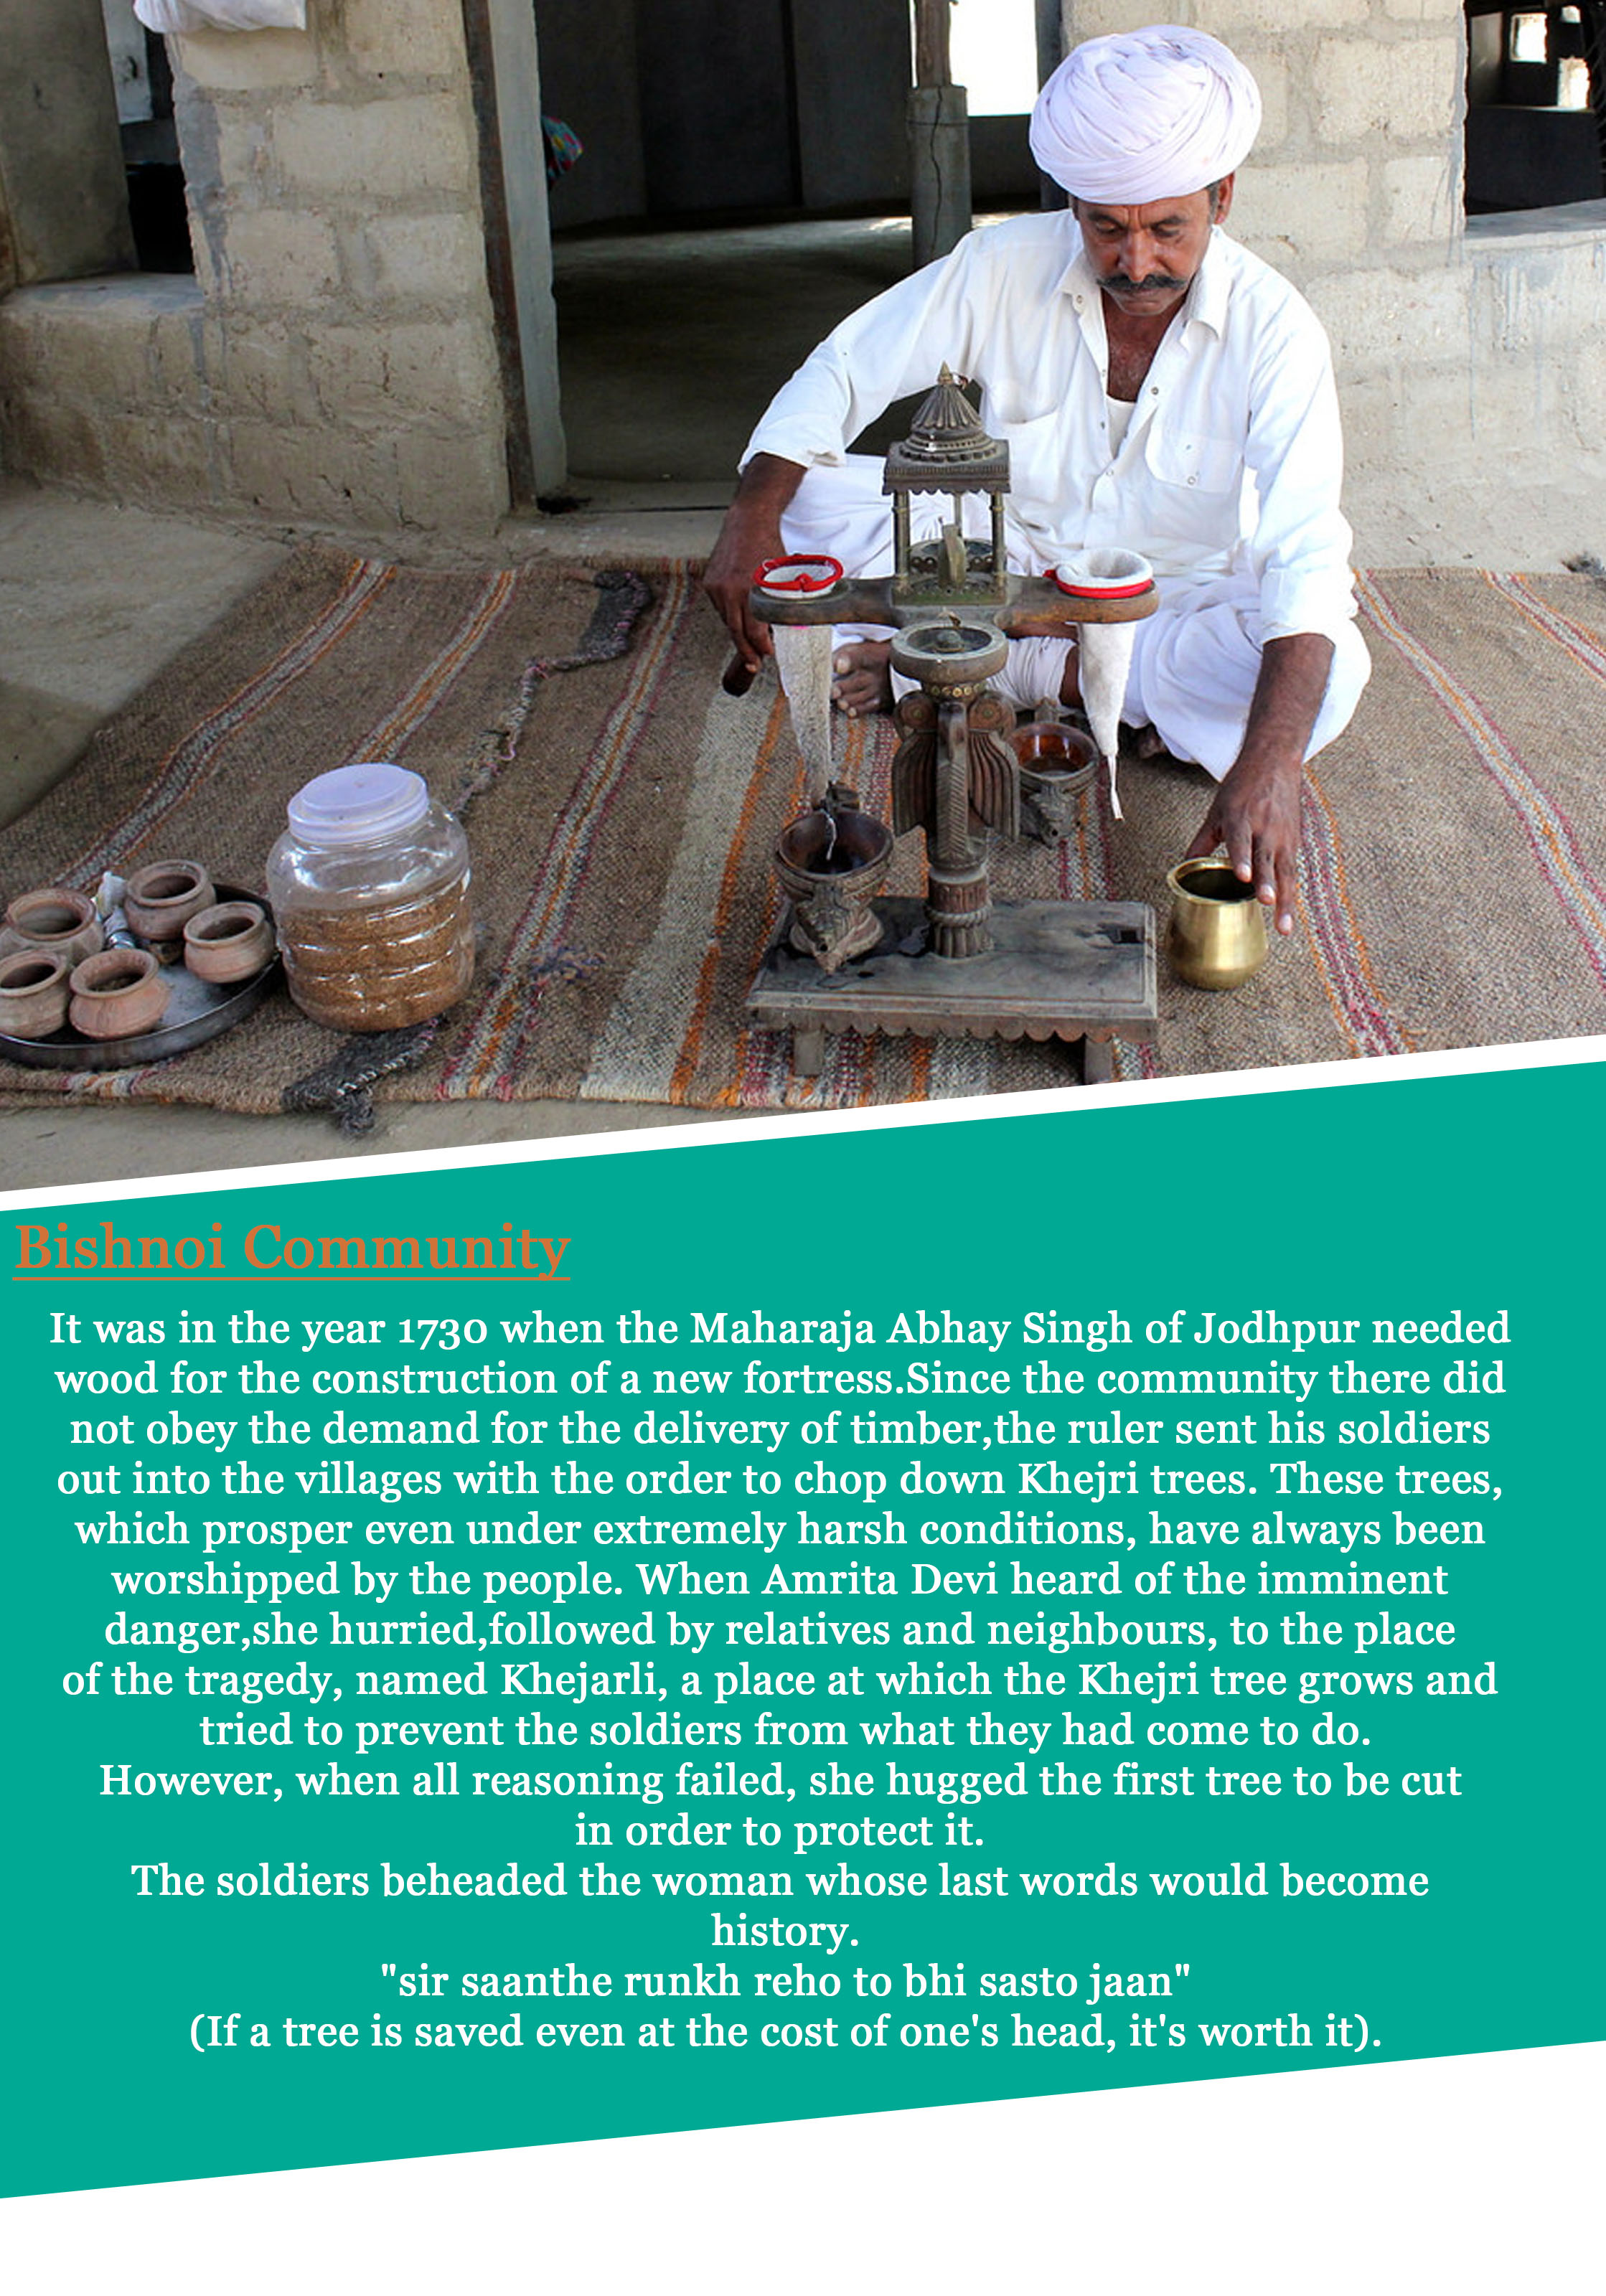 Bishnoi Community
It was in the year 1730 when the Maharaja Abhay Singh of Jodhpur needed
wood for the construction of a new fortress.Since the community there did
not obey the demand for the delivery of timber,the ruler sent his soldiers
out into the villages with the order to chop down Khejri trees. These trees,
which prosper even under extremely harsh conditions, have always been
worshipped by the people. When Amrita Devi heard of the imminent
danger,she hurried,followed by relatives and neighbours, to the place
of the tragedy, named Khejarli, a place at which the Khejri tree grows and
tried to prevent the soldiers from what they had come to do.
However, when all reasoning failed, she hugged the first tree to be cut
in order to protect it.
The soldiers beheaded the woman whose last words would become
history.
"sir saanthe runkh reho to bhi sasto jaan"
(If a tree is saved even at the cost of one's head, it's worth it).